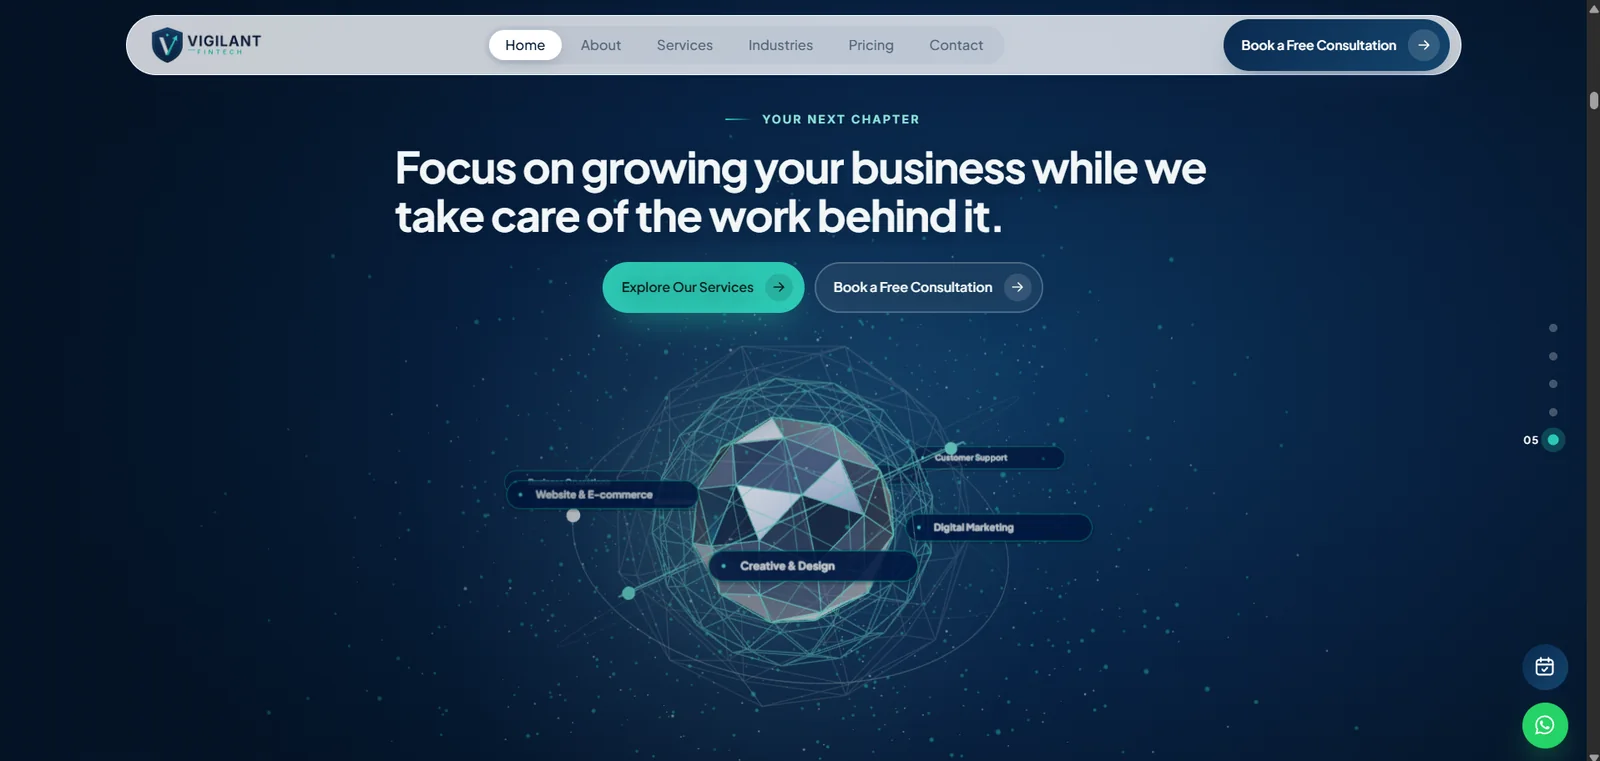 VIGILANT
FINTECH
Home
About
Services
Industries
Pricing
Contact
Book a Free Consultation
YOUR NEXT CHAPTER
Focus on growing your business while we
take care of the work behind it.
Explore Our Services
Book a Free Consultation
05
Customer Support
Website & E-commerce
Digital Marketing
Creative & Design